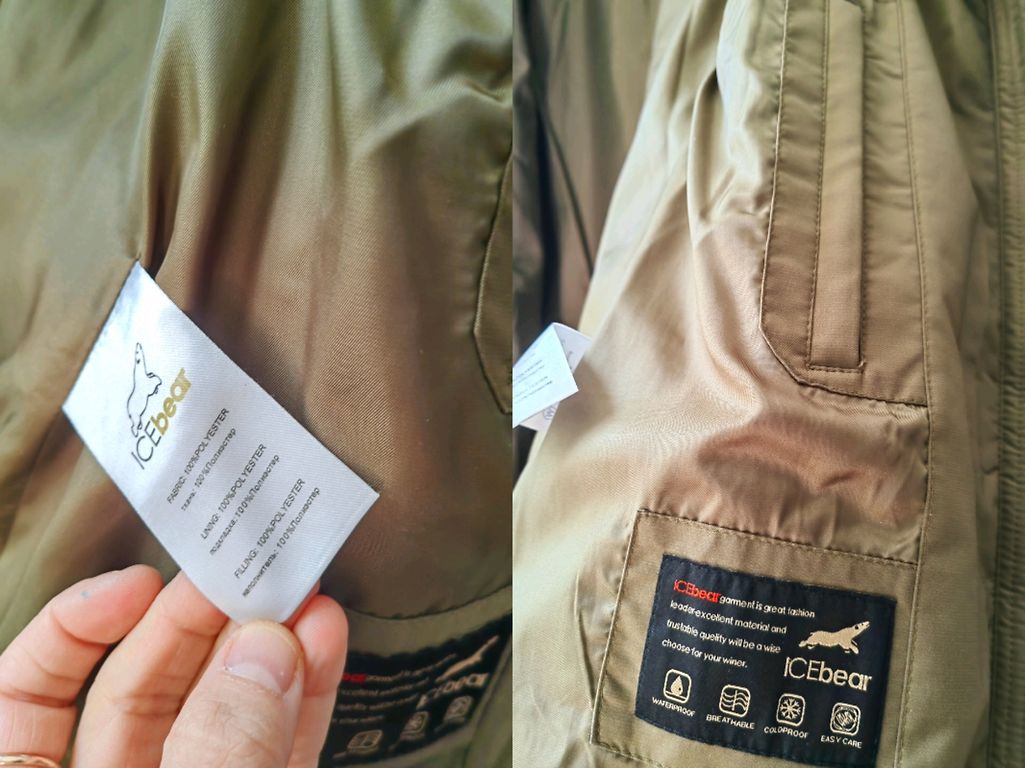 ICEbear
FABRIC: 100%POLYESTER
ткань: 100%Полиэстер
LINING: 100%POLYESTER
подкладка: 100%Полиэстер
FILLING: 100%POLYESTER
наполнитель: 100%Полиэстер
ICEbear garment is great fashion
leader-excellent material and
trustable quelity will be a wise
choose for your winer.
ICEbear
WATERPROOF
BREATHABLE
COLDPROOF
EASY CARE